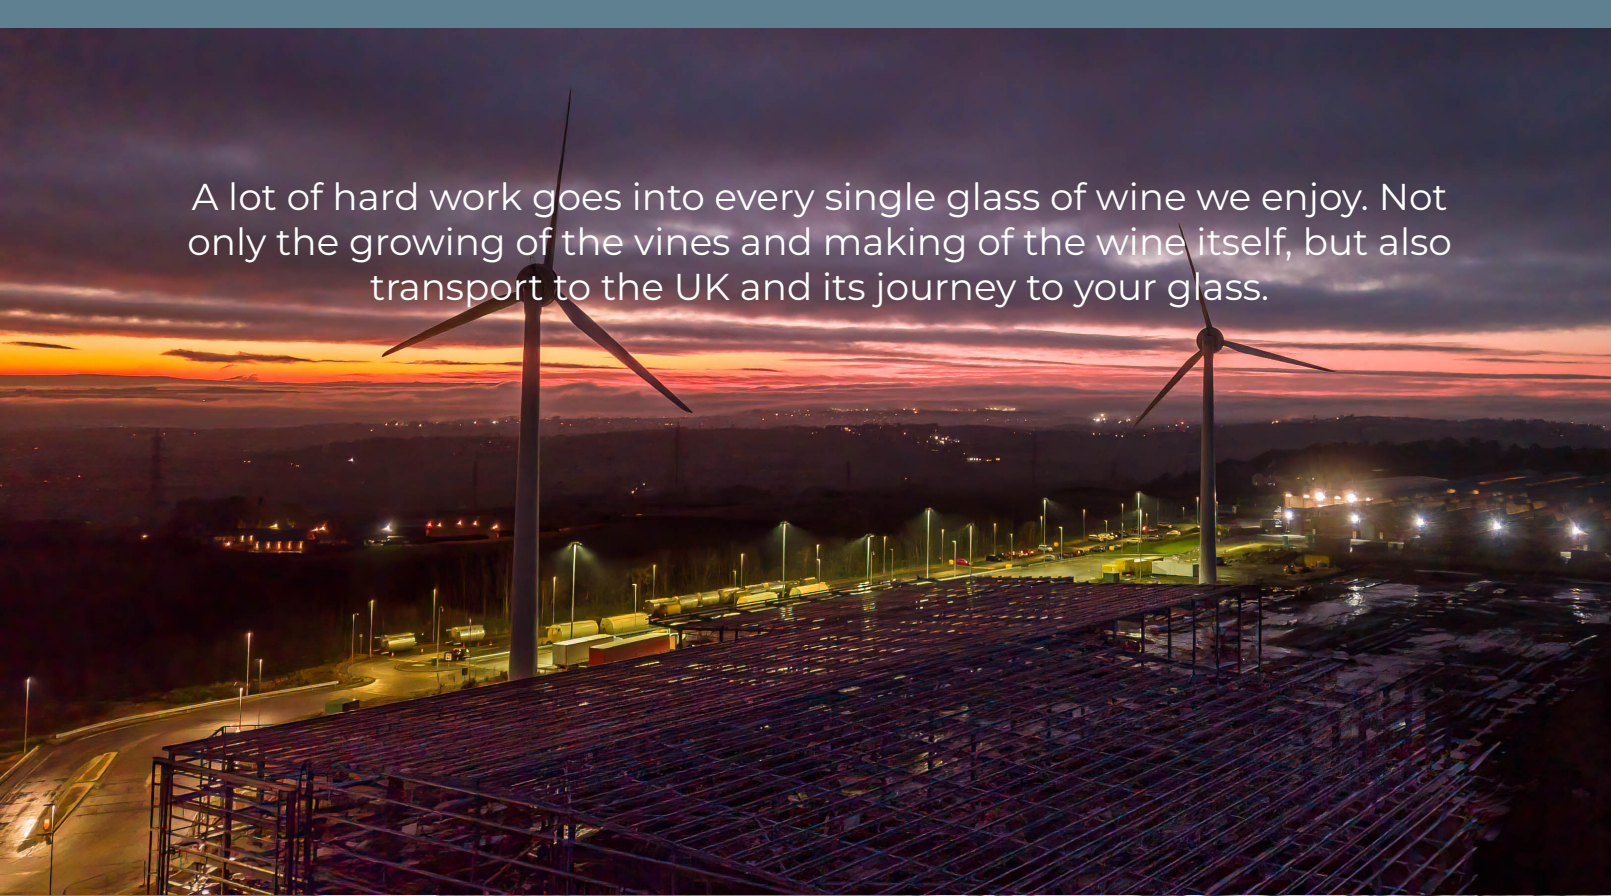 A lot of hard work goes into every single glass of wine we enjoy. Not
only the growing of the vines and making of the wine itself, but also
transport to the UK and its journey to your glass.